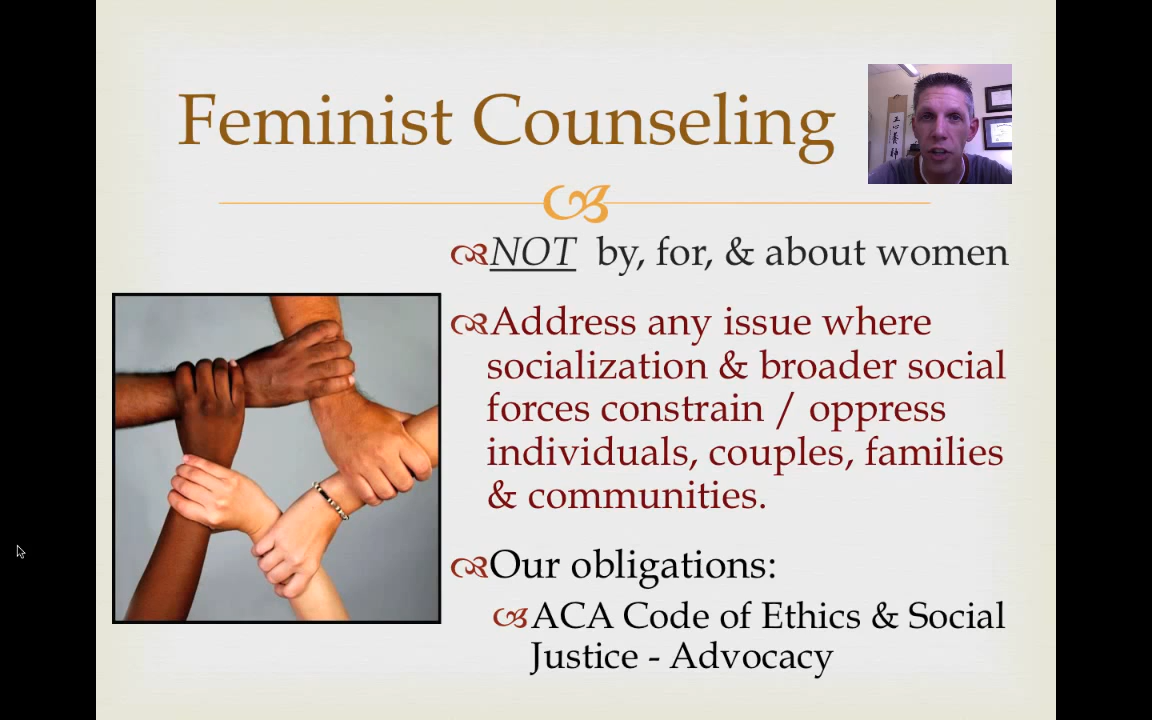 Feminist Counseling
NOT by, for, & about women
Address any issue where
socialization & broader social
forces constrain / oppress
individuals, couples, families
& communities.
Our obligations:
ACA Code of Ethics & Social
Justice - Advocacy